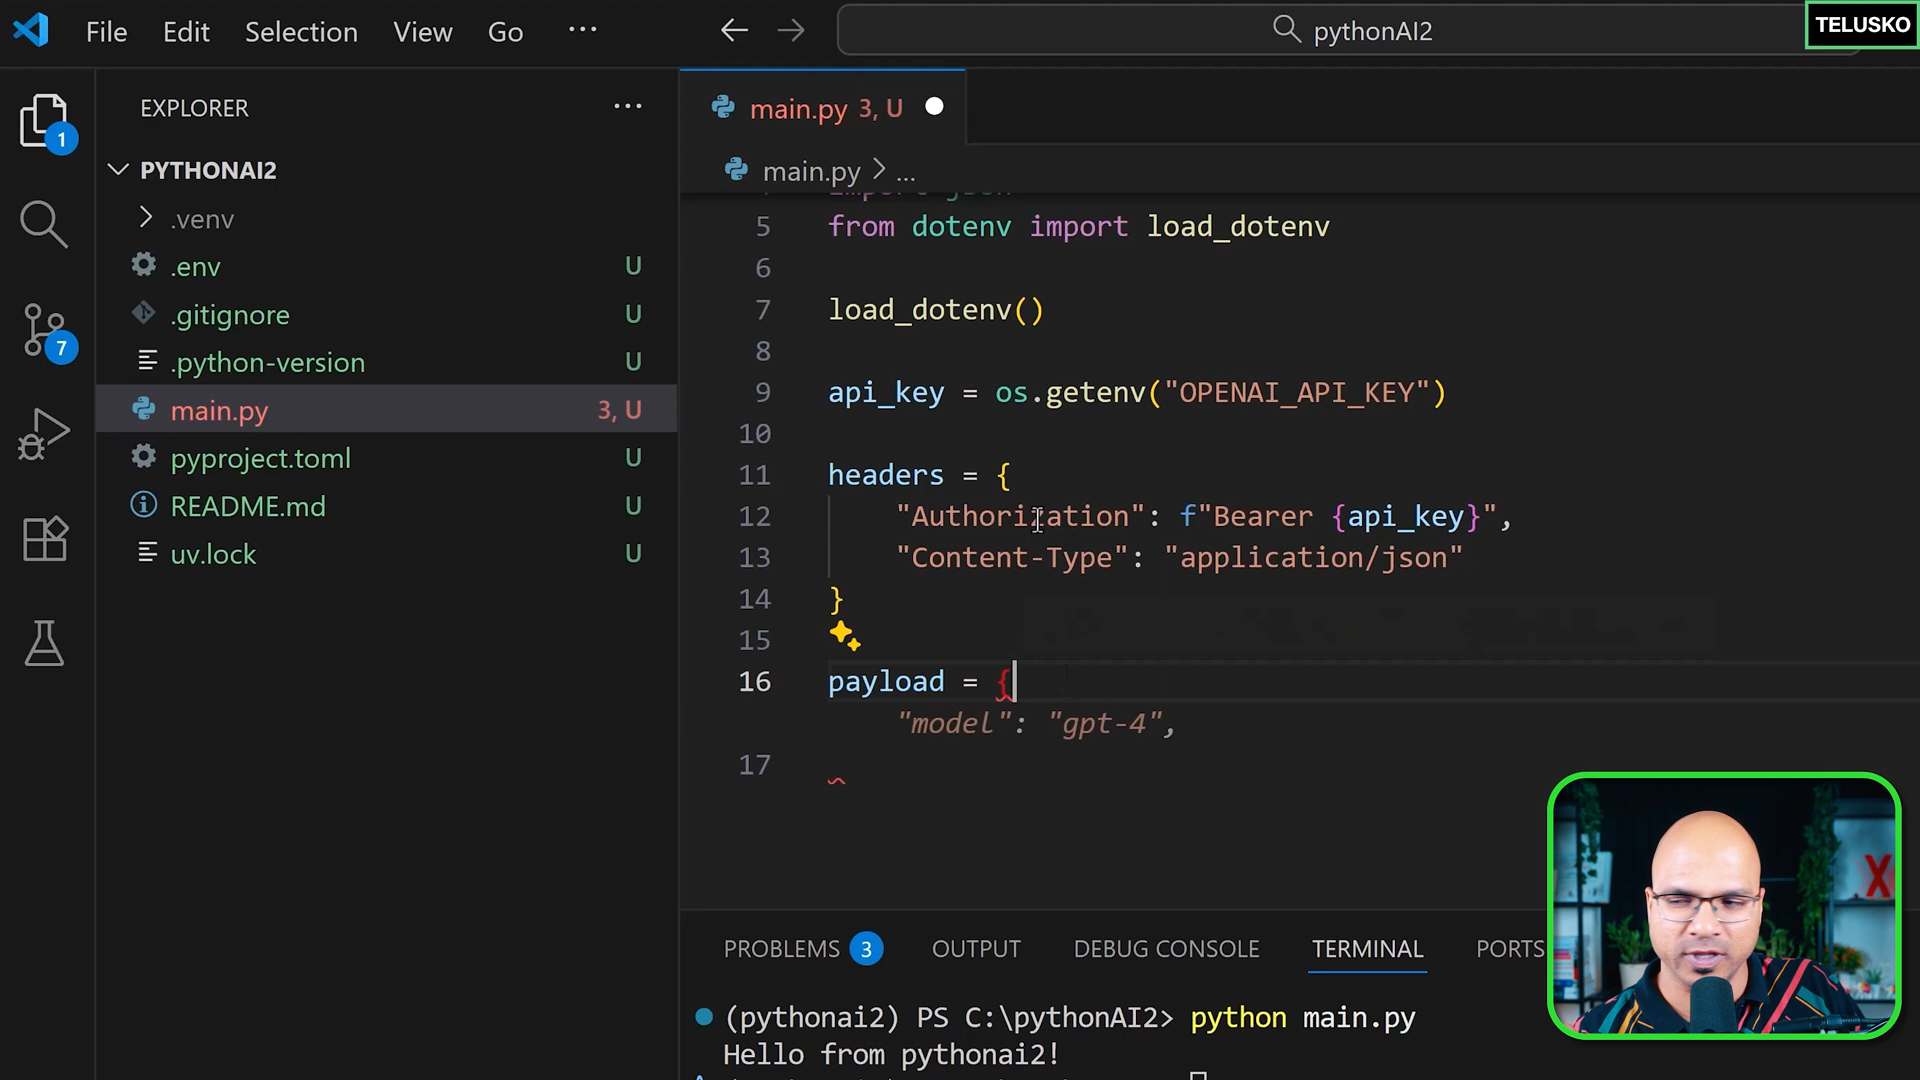 File Edit Selection View Go ...
pythonAI2
TELUSKO
EXPLORER ...
PYTHONAI2
.venv
.env U
.gitignore U
.python-version U
main.py 3, U
pyproject.toml U
README.md U
uv.lock U
1
7
main.py 3, U
main.py > ...
import json
5 from dotenv import load_dotenv
6
7 load_dotenv()
8
9 api_key = os.getenv("OPENAI_API_KEY")
10
11 headers = {
12 "Authorization": f"Bearer {api_key}",
13 "Content-Type": "application/json"
14 }
15
16 payload = {
"model": "gpt-4",
17
PROBLEMS 3 OUTPUT DEBUG CONSOLE TERMINAL PORTS
(pythonai2) PS C:\pythonAI2> python main.py
Hello from pythonai2!